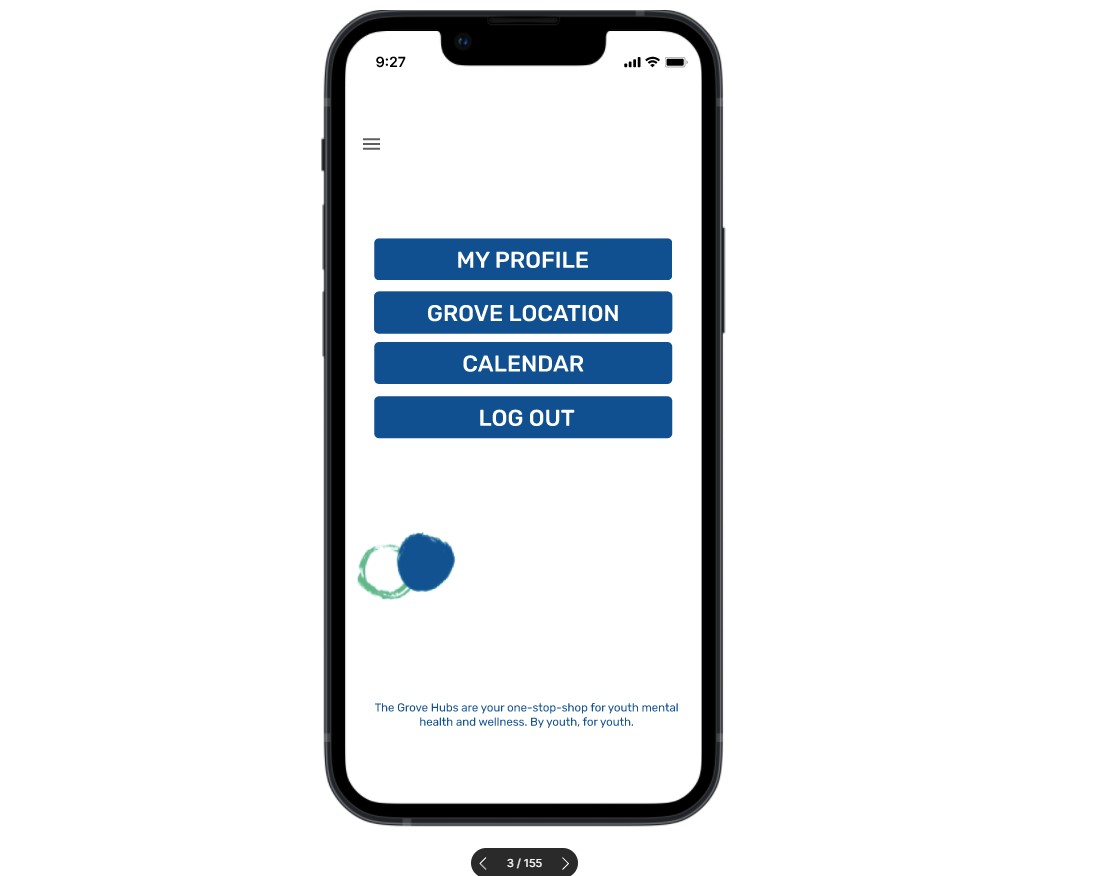 9:27
MY PROFILE
GROVE LOCATION
CALENDAR
LOG OUT
The Grove Hubs are your one-stop-shop for youth mental
health and wellness. By youth, for youth.
3 / 155